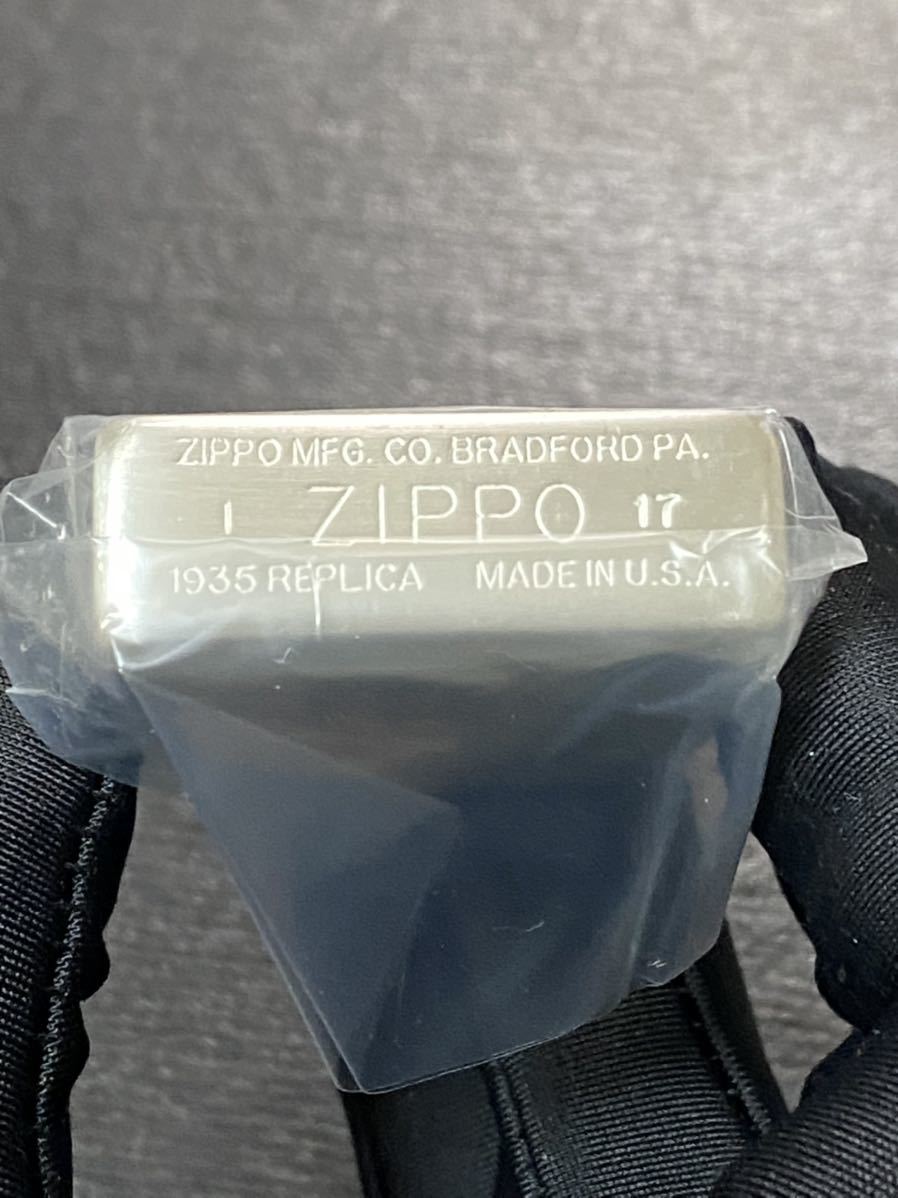 ZIPPO MFG. CO. BRADFORD PA.
I ZIPPO 17
1935 REPLICA MADE IN U.S.A.